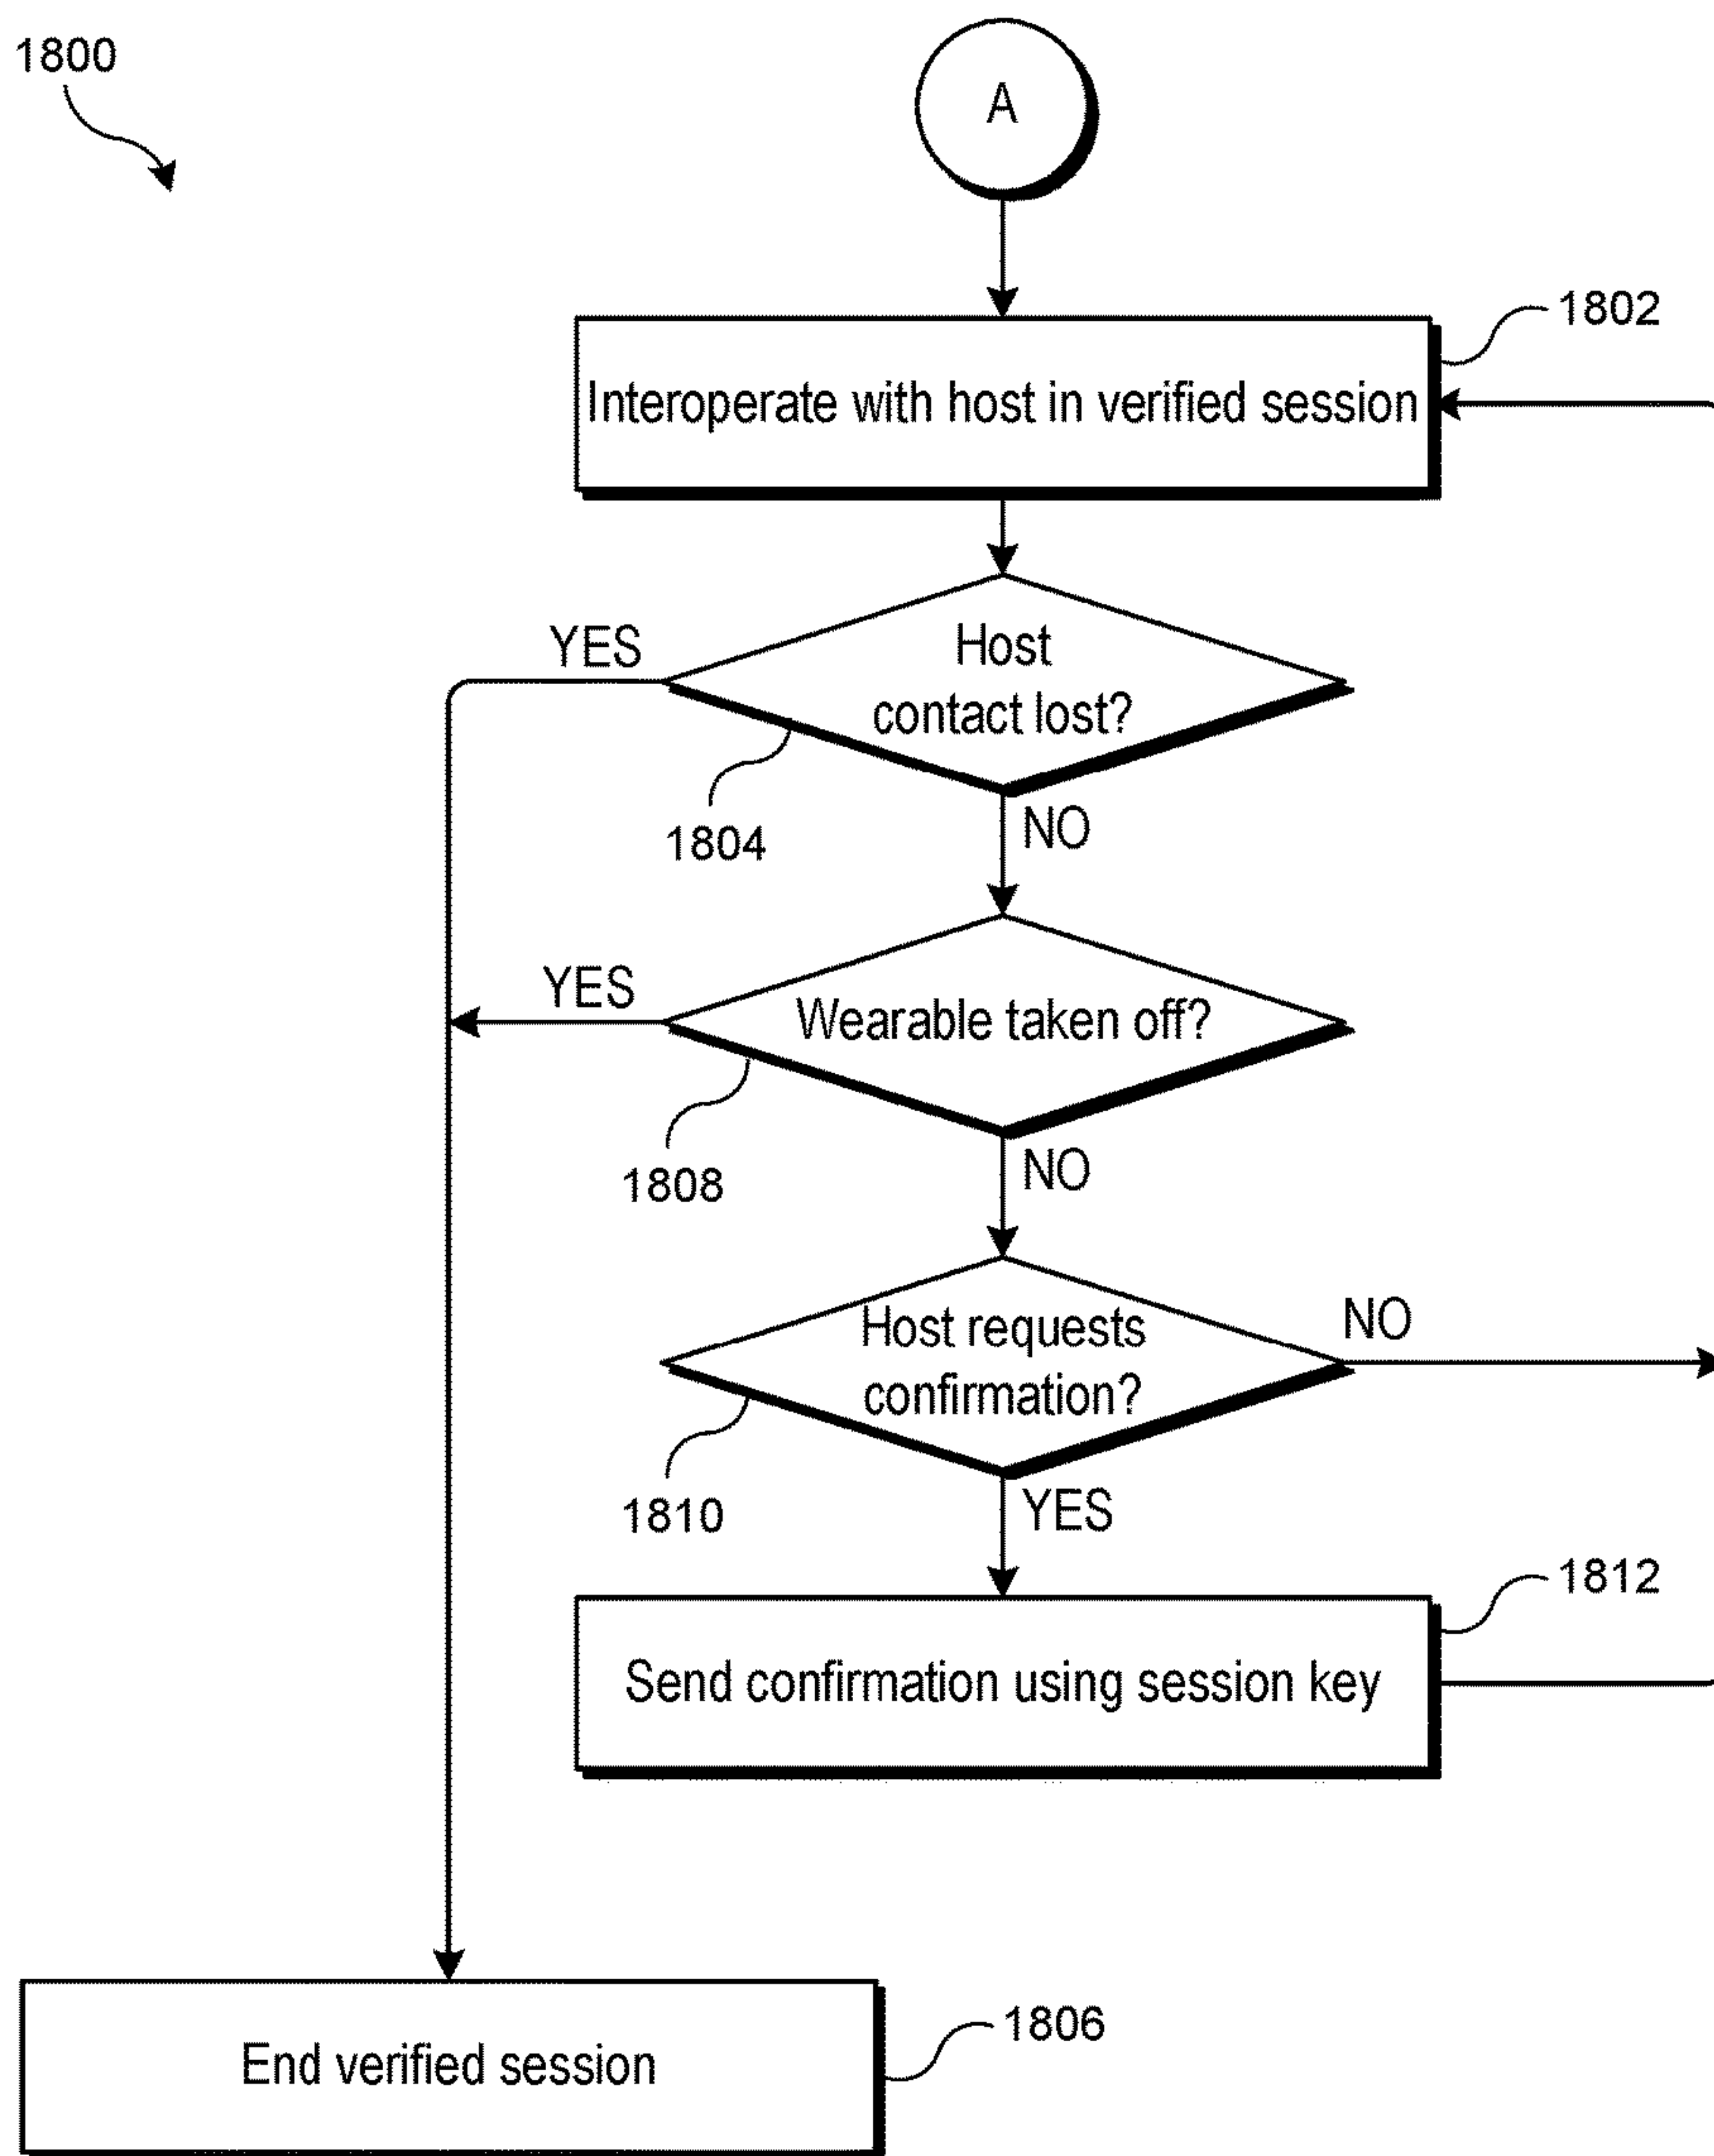 1800
A
1802
Interoperate with host in verified session
YES
Host
contact lost?
1804
NO
YES
Wearable taken off?
1808
NO
Host requests
confirmation?
NO
1810
YES
1812
Send confirmation using session key
1806
End verified session